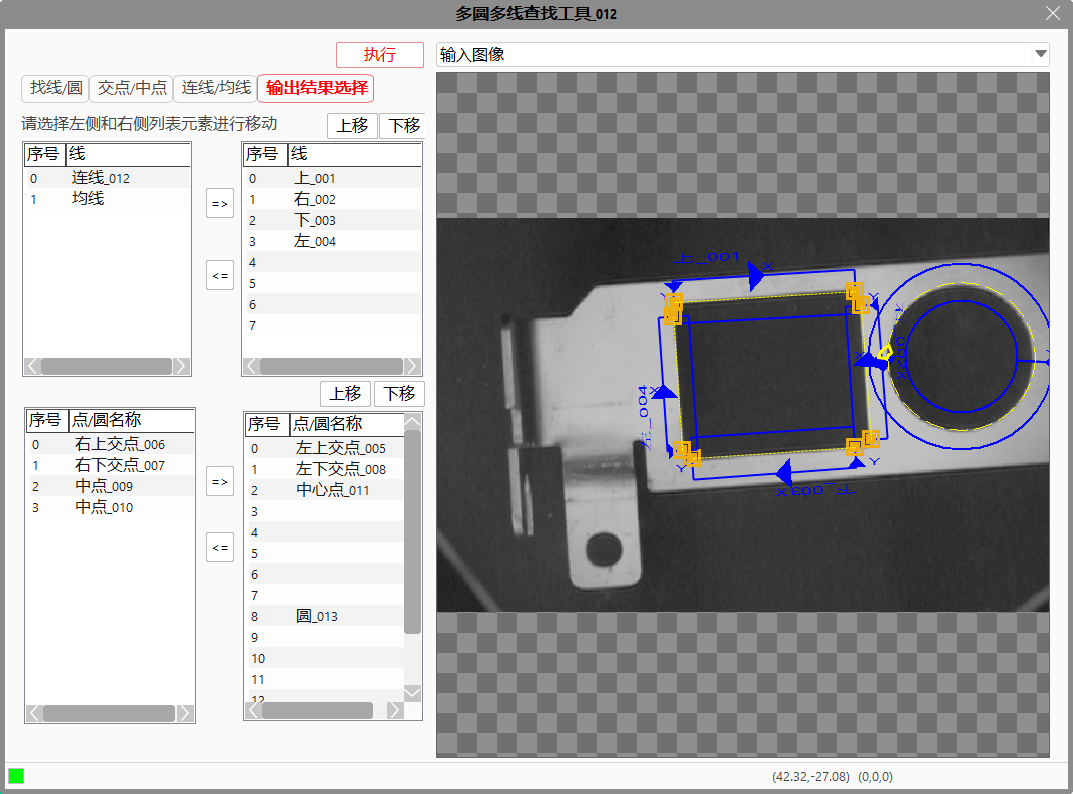 多圆多线查找工具_012
执行
输入图像
找线/圆 交点/中点 连线/均线 输出结果选择
请选择左侧和右侧列表元素进行移动
上移 下移
序号 线
0 连线_012
1 均线
=>
<=
序号 线
0 上_001
1 右_002
2 下_003
3 左_004
4
5
6
7
上移 下移
序号 点/圆名称
0 右上交点_006
1 右下交点_007
2 中点_009
3 中点_010
=>
<=
序号 点/圆名称
0 左上交点_005
1 左下交点_008
2 中心点_011
3
4
5
6
7
8 圆_013
9
10
11
12
上_001
X
Y
Y
X
左_004
X
Y
下_003
X
Y
(42.32,-27.08) (0,0,0)